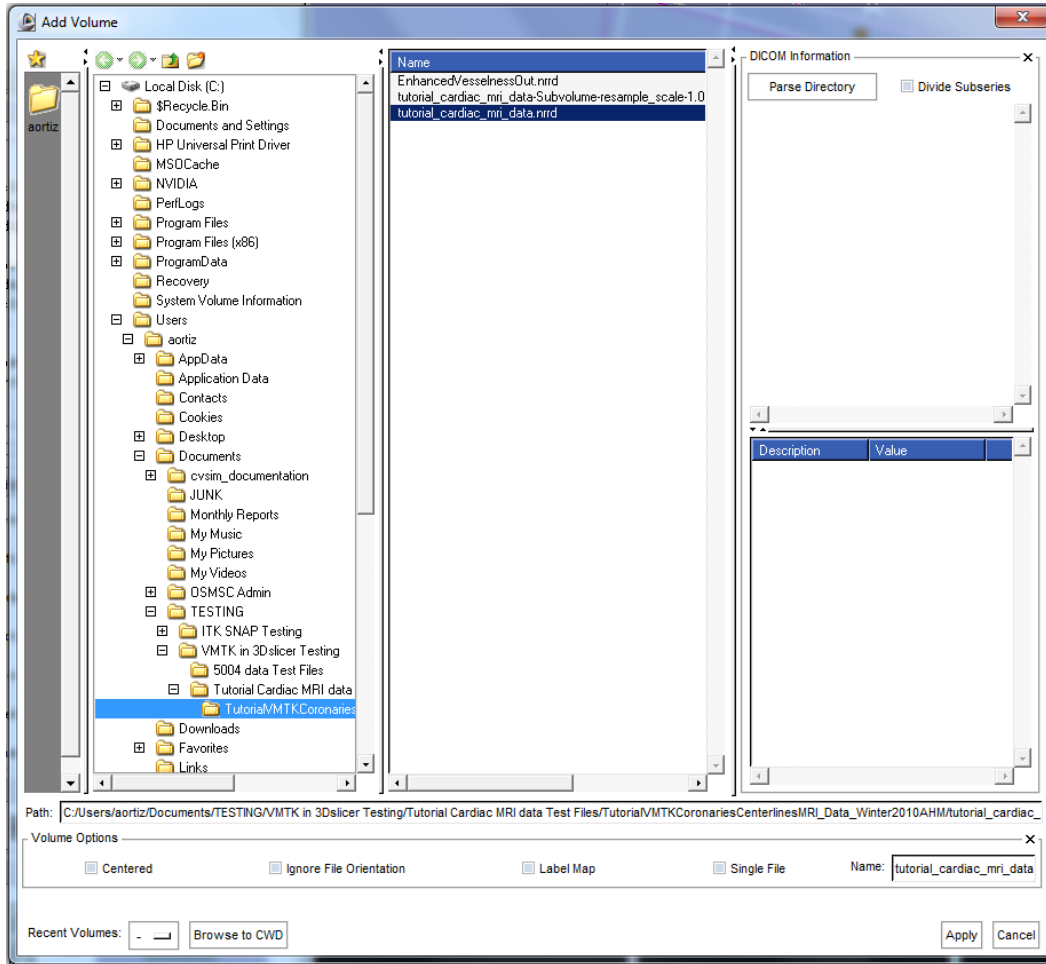 Add Volume
aortiz
Local Disk (C:)
$Recycle.Bin
Documents and Settings
HP Universal Print Driver
MSOCache
NVIDIA
PerfLogs
Program Files
Program Files (x86)
ProgramData
Recovery
System Volume Information
Users
aortiz
AppData
Application Data
Contacts
Cookies
Desktop
Documents
cvsim_documentation
JUNK
Monthly Reports
My Music
My Pictures
My Videos
OSMSC Admin
TESTING
ITK SNAP Testing
VMTK in 3Dslicer Testing
5004 data Test Files
Tutorial Cardiac MRI data
TutorialVMTKCoronaries
Downloads
Favorites
Links
Name
EnhancedVesselnessOut.nrrd
tutorial_cardiac_mri_data-Subvolume-resample_scale-1.0
tutorial_cardiac_mri_data.nrrd
DICOM Information
Parse Directory Divide Subseries
Description Value
Path: C:/Users/aortiz/Documents/TESTING/VMTK in 3Dslicer Testing/Tutorial Cardiac MRI data Test Files/TutorialVMTKCoronariesCenterlinesMRI_Data_Winter2010AHM/tutorial_cardiac_
Volume Options
Centered Ignore File Orientation Label Map Single File Name: tutorial_cardiac_mri_data
Recent Volumes: - Browse to CWD Apply Cancel